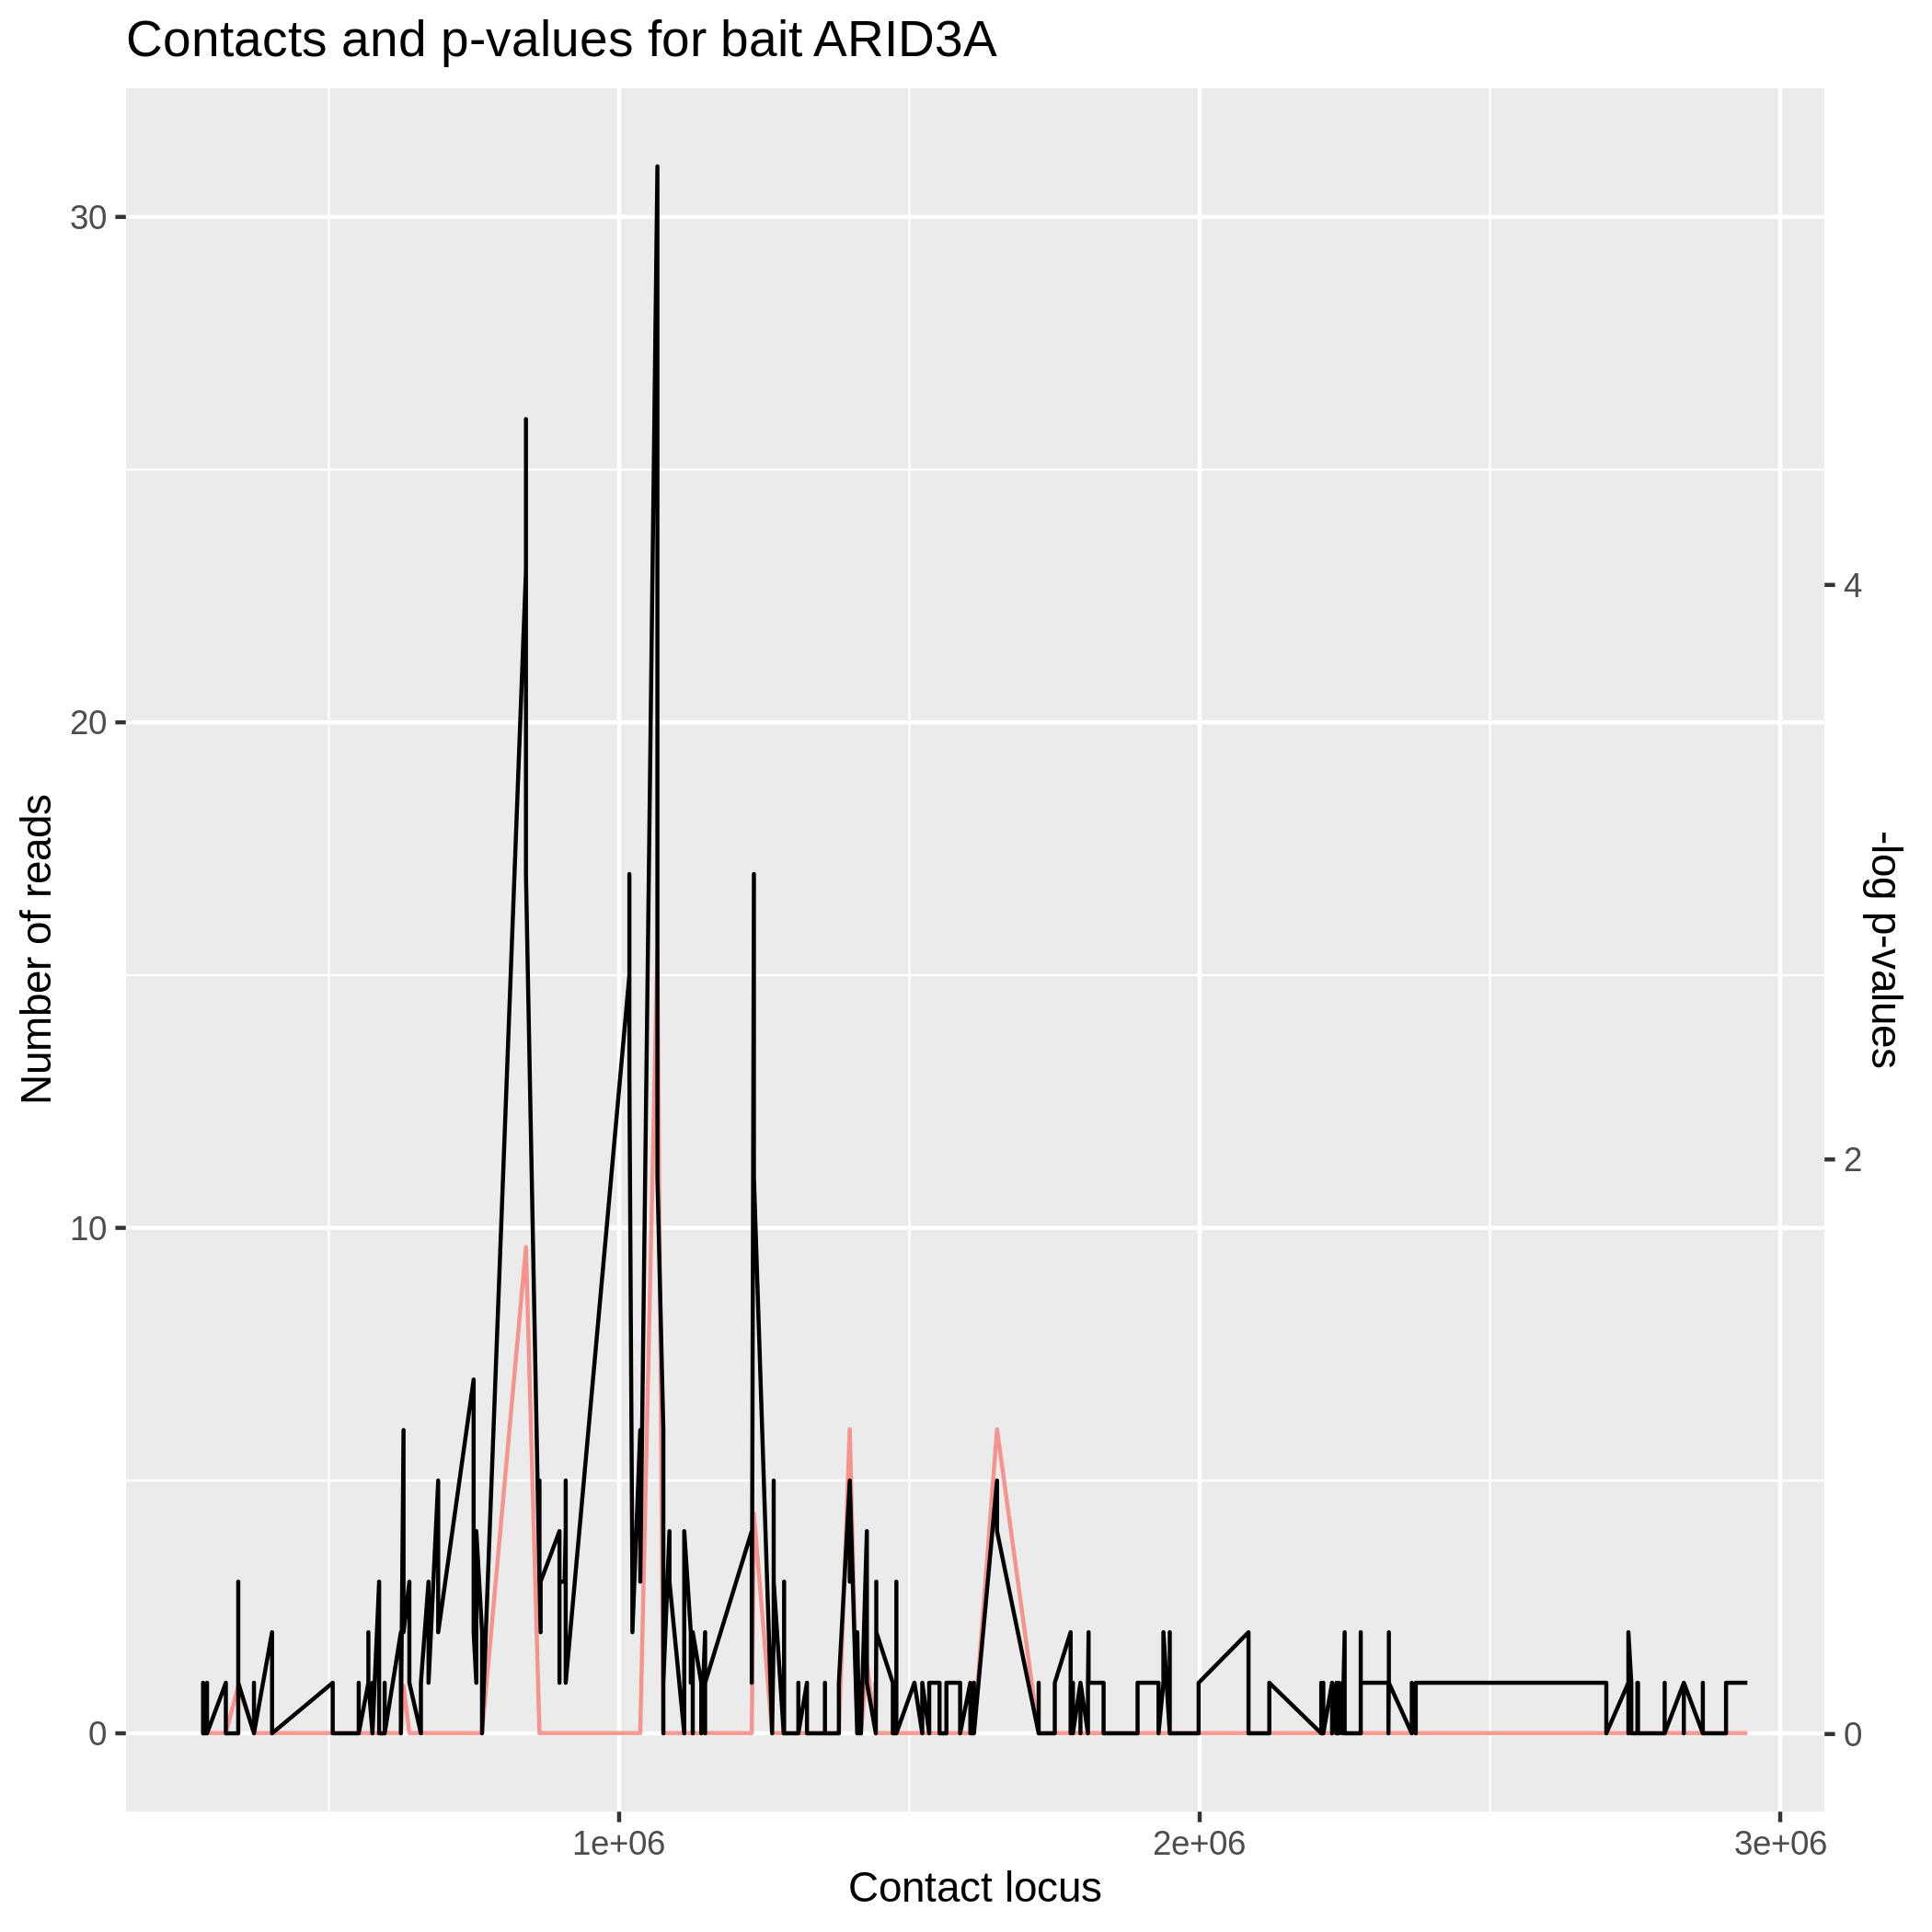 Contacts and p-values for bait ARID3A
30
20
10
0
Number of reads
4
2
0
-log p-values
1e+06
2e+06
3e+06
Contact locus